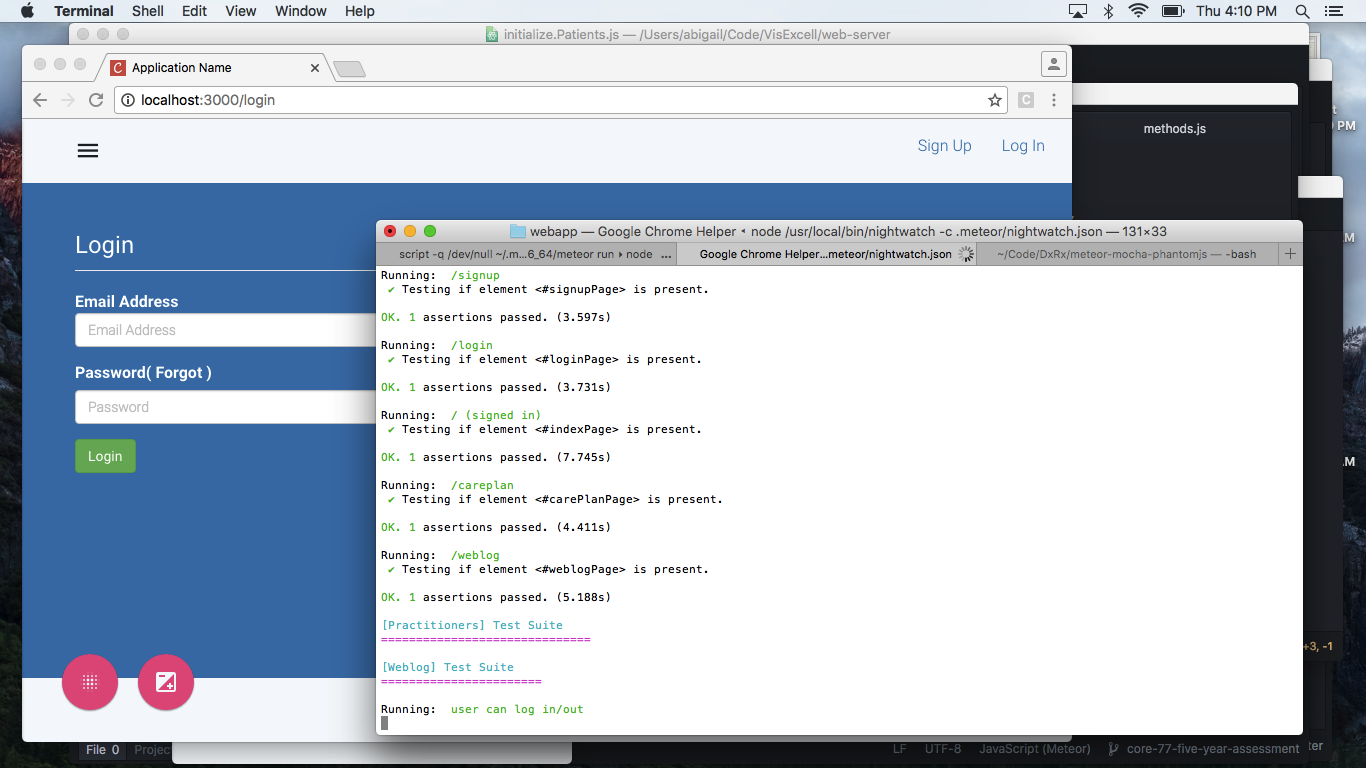 Terminal Shell Edit View Window Help Thu 4:10 PM
initialize.Patients.js — /Users/abigail/Code/VisExcell/web-server
Application Name
localhost:3000/login
C
methods.js
PM
Sign Up Log In
Login
Email Address
Email Address
Password( Forgot )
Password
Login
webapp — Google Chrome Helper ◂ node /usr/local/bin/nightwatch -c .meteor/nightwatch.json — 131×33
script -q /dev/null ~/.m...6_64/meteor run ▸ node ...
Google Chrome Helper...meteor/nightwatch.json
~/Code/DxRx/meteor-mocha-phantomjs — -bash
Running: /signup
✔ Testing if element <#signupPage> is present.
OK. 1 assertions passed. (3.597s)
Running: /login
✔ Testing if element <#loginPage> is present.
OK. 1 assertions passed. (3.731s)
Running: / (signed in)
✔ Testing if element <#indexPage> is present.
OK. 1 assertions passed. (7.745s)
Running: /careplan
✔ Testing if element <#carePlanPage> is present.
OK. 1 assertions passed. (4.411s)
Running: /weblog
✔ Testing if element <#weblogPage> is present.
OK. 1 assertions passed. (5.188s)
[Practitioners] Test Suite
==============================
[Weblog] Test Suite
=======================
Running: user can log in/out
+3, -1
File 0 Projec
LF UTF-8 JavaScript (Meteor) core-77-five-year-assessment